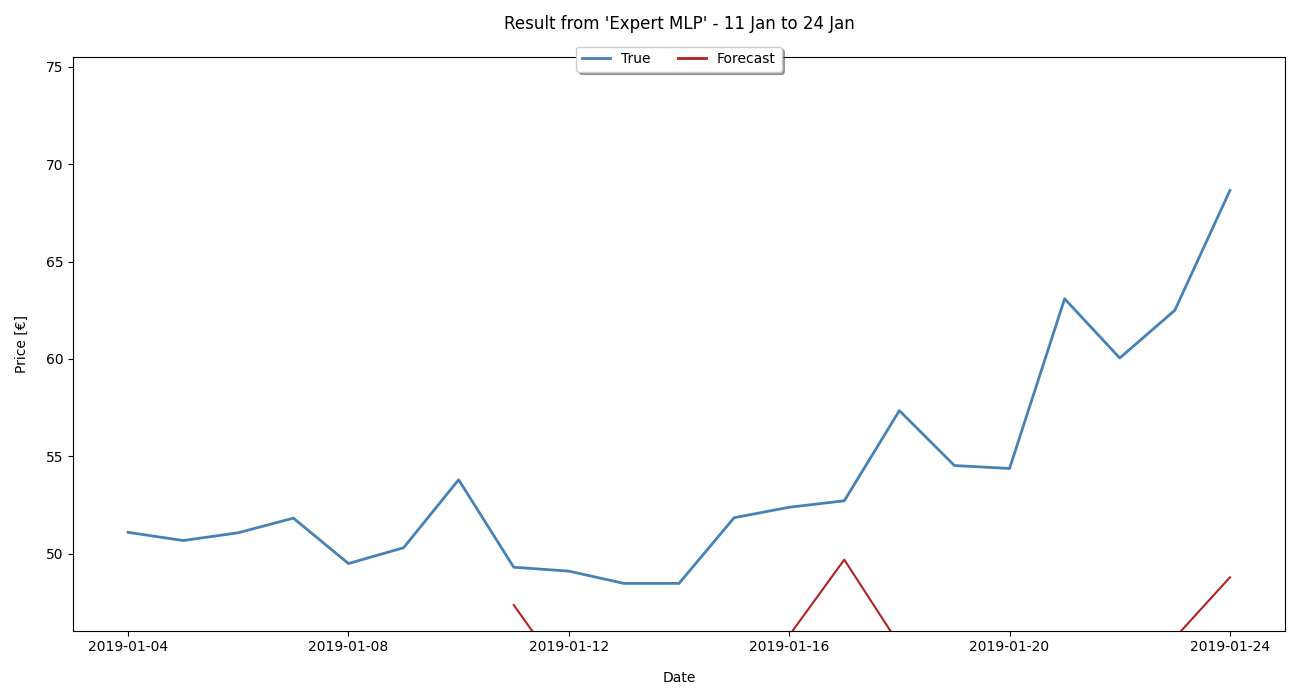 Result from 'Expert MLP' - 11 Jan to 24 Jan
True Forecast
75
70
65
60
55
50
Price [€]
2019-01-04 2019-01-08 2019-01-12 2019-01-16 2019-01-20 2019-01-24
Date